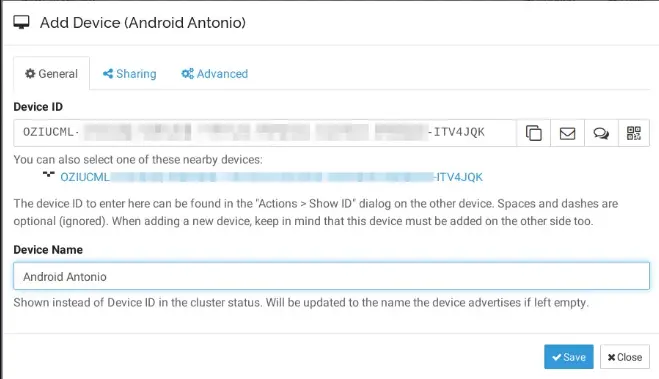 Add Device (Android Antonio)
General Sharing Advanced
Device ID
OZIUCML- -ITV4JQK
You can also select one of these nearby devices:
OZIUCML -ITV4JQK
The device ID to enter here can be found in the "Actions > Show ID" dialog on the other device. Spaces and dashes are
optional (ignored). When adding a new device, keep in mind that this device must be added on the other side too.
Device Name
Android Antonio
Shown instead of Device ID in the cluster status. Will be updated to the name the device advertises if left empty.
Save Close